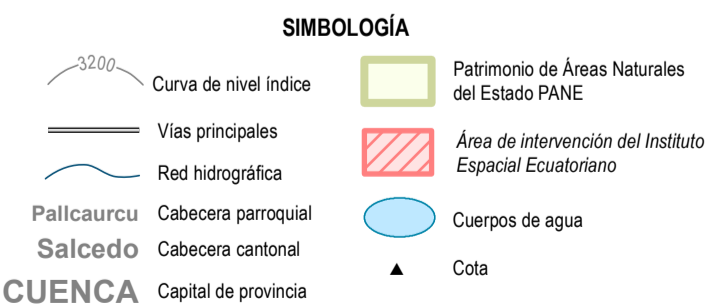 SIMBOLOGÍA
3200
Curva de nivel índice
Vías principales
Red hidrográfica
Pallcaurcu Cabecera parroquial
Salcedo Cabecera cantonal
CUENCA Capital de provincia
Patrimonio de Áreas Naturales
del Estado PANE
Área de intervención del Instituto
Espacial Ecuatoriano
Cuerpos de agua
Cota